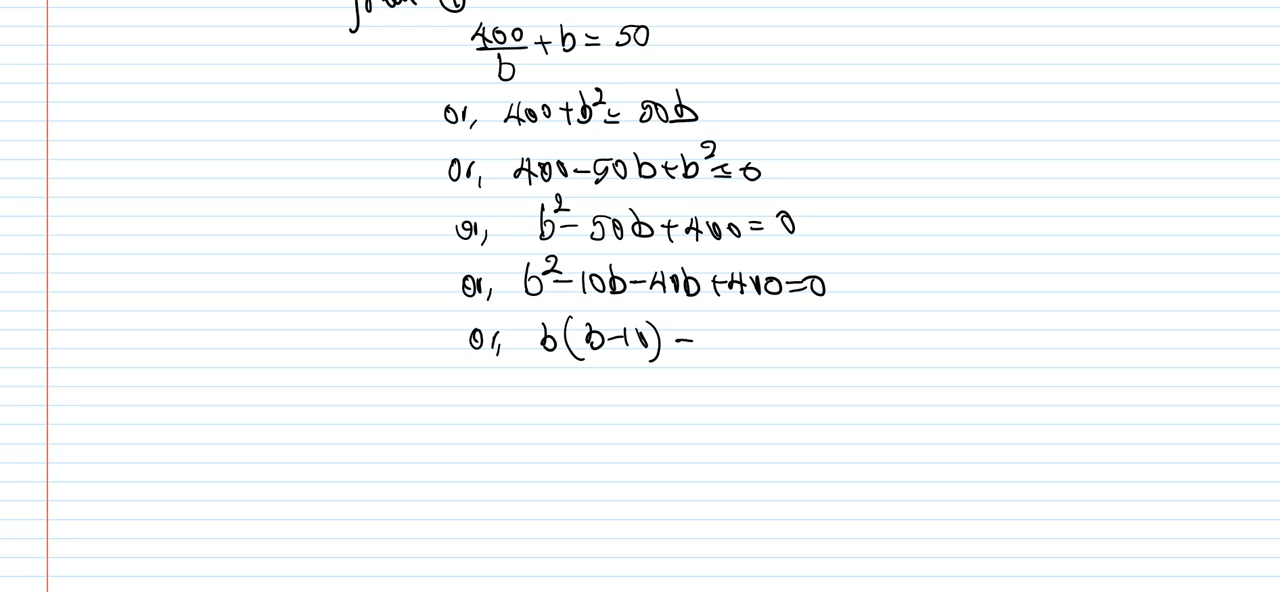 400/b + b = 50
or, 400 + b² = 50b
or, 400 - 50b + b² = 0
or, b² - 50b + 400 = 0
or, b² - 10b - 40b + 400 = 0
or, b(b - 10) -